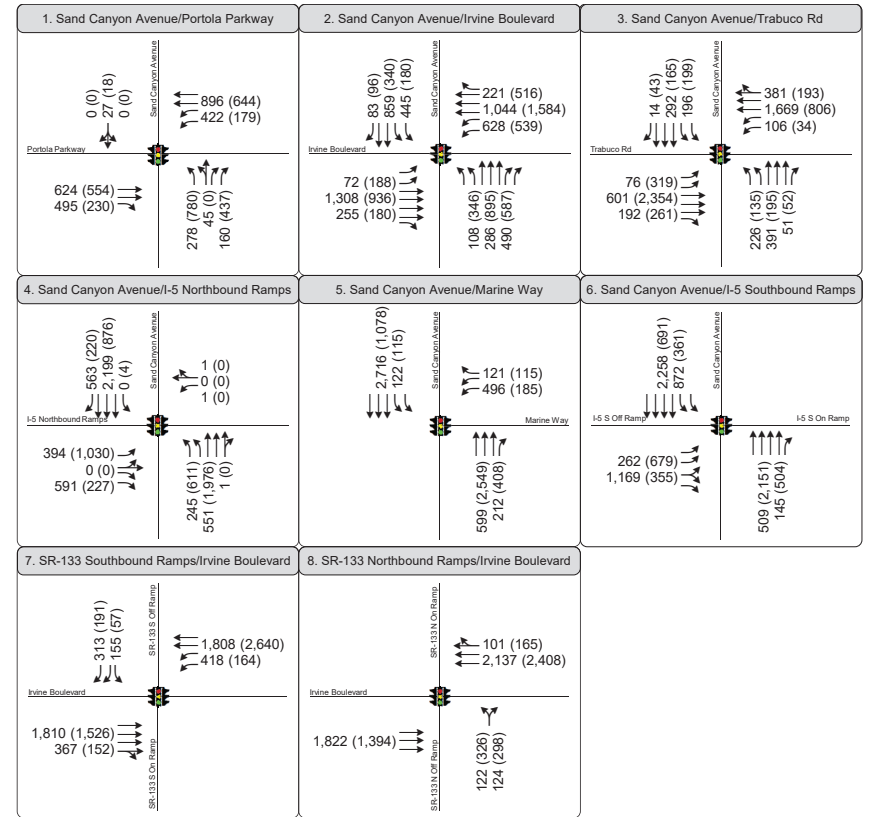 1. Sand Canyon Avenue/Portola Parkway
0 (0)
27 (18)
0 (0)
Sand Canyon Avenue
896 (644)
422 (179)
Portola Parkway
624 (554)
495 (230)
278 (780)
45 (0)
160 (437)
2. Sand Canyon Avenue/Irvine Boulevard
83 (96)
859 (340)
445 (180)
Sand Canyon Avenue
221 (516)
1,044 (1,584)
628 (539)
Irvine Boulevard
72 (188)
1,308 (936)
255 (180)
108 (346)
286 (895)
490 (587)
3. Sand Canyon Avenue/Trabuco Rd
14 (43)
292 (165)
196 (199)
Sand Canyon Avenue
381 (193)
1,669 (806)
106 (34)
Trabuco Rd
76 (319)
601 (2,354)
192 (261)
226 (135)
391 (195)
51 (52)
4. Sand Canyon Avenue/I-5 Northbound Ramps
563 (220)
2,199 (876)
0 (4)
Sand Canyon Avenue
1 (0)
0 (0)
1 (0)
I-5 Northbound Ramps
394 (1,030)
0 (0)
591 (227)
245 (611)
551 (1,976)
1 (0)
5. Sand Canyon Avenue/Marine Way
2,716 (1,078)
122 (115)
Sand Canyon Avenue
121 (115)
496 (185)
Marine Way
599 (2,549)
212 (408)
6. Sand Canyon Avenue/I-5 Southbound Ramps
2,258 (691)
872 (361)
Sand Canyon Avenue
I-5 S Off Ramp
I-5 S On Ramp
262 (679)
1,169 (355)
509 (2,151)
145 (504)
7. SR-133 Southbound Ramps/Irvine Boulevard
313 (191)
155 (57)
SR-133 S Off Ramp
1,808 (2,640)
418 (164)
Irvine Boulevard
1,810 (1,526)
367 (152)
SR-133 S On Ramp
8. SR-133 Northbound Ramps/Irvine Boulevard
SR-133 N On Ramp
101 (165)
2,137 (2,408)
Irvine Boulevard
1,822 (1,394)
SR-133 N Off Ramp
122 (326)
124 (298)